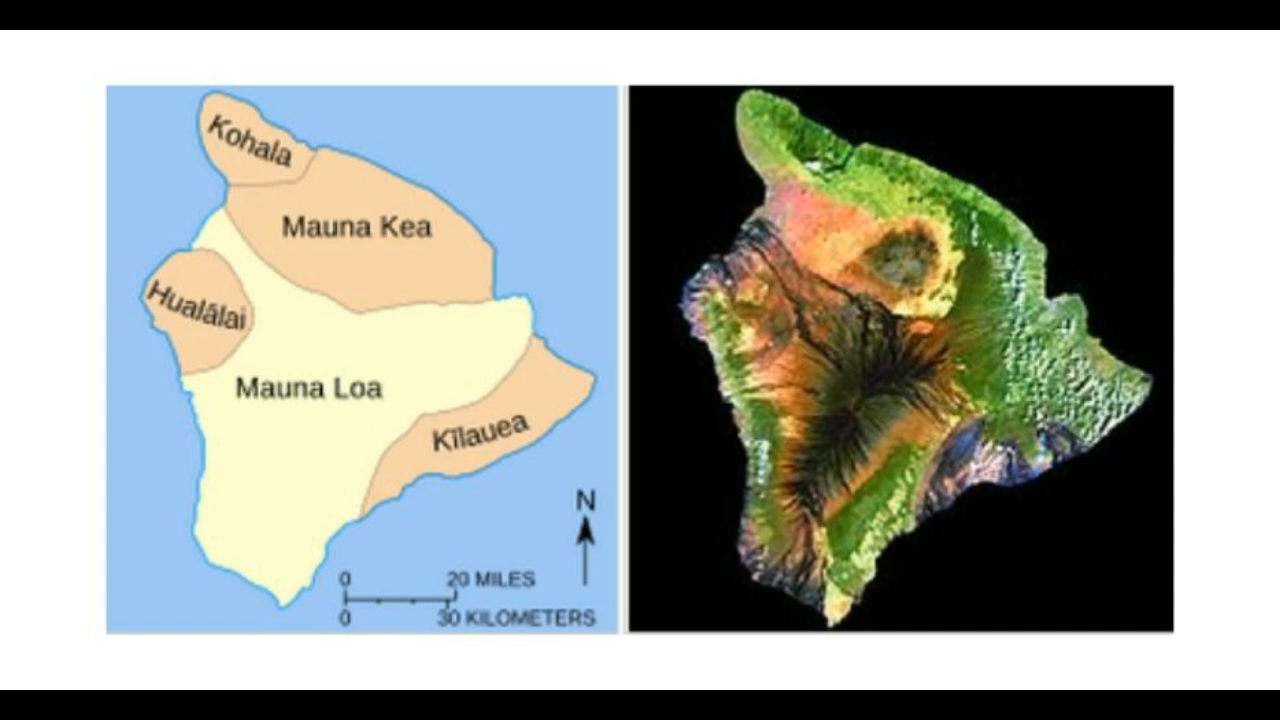 Kohala
Mauna Kea
Hualālai
Mauna Loa
Kīlauea
N
0 20 MILES
0 30 KILOMETERS